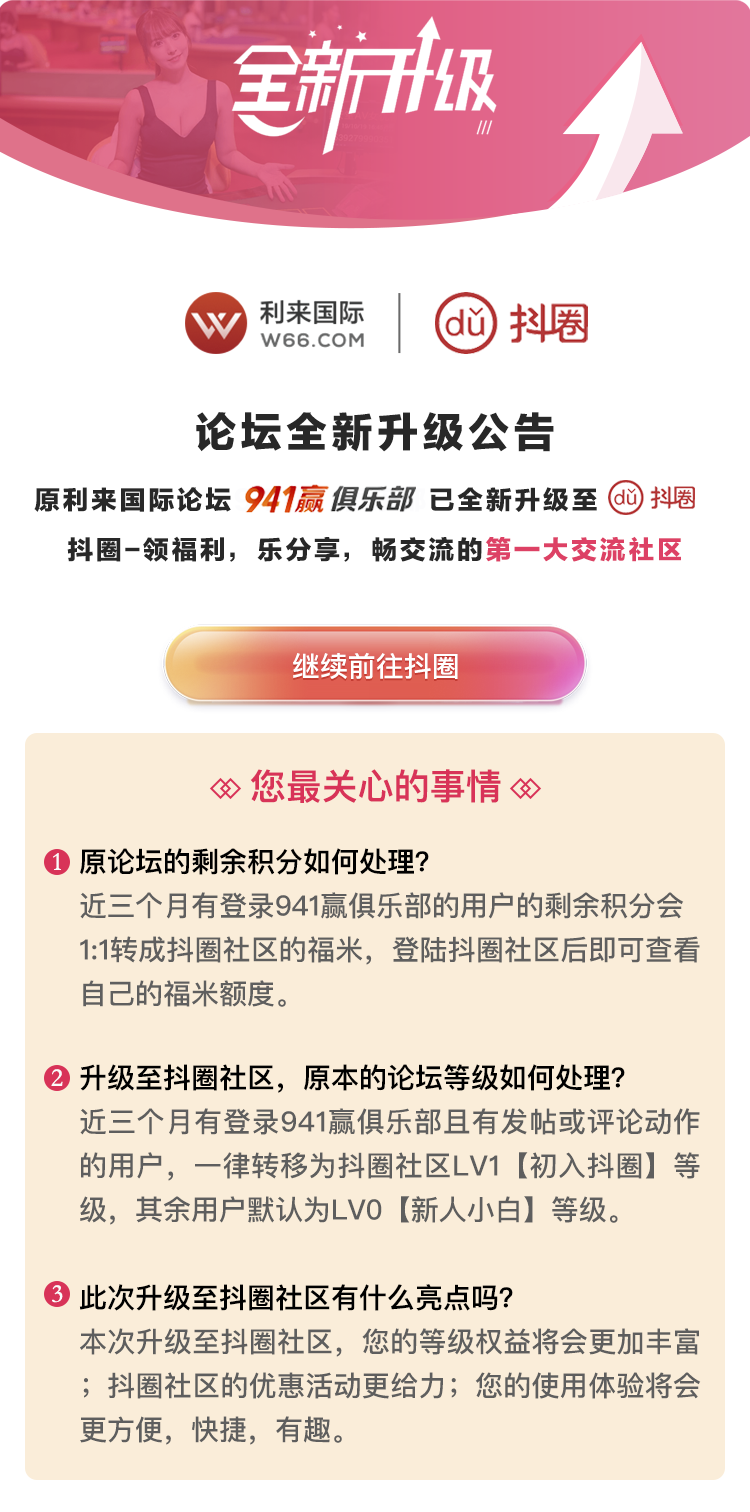 全新升级
利来国际
W66.COM
dǔ 抖圈
论坛全新升级公告
原利来国际论坛 941赢俱乐部 已全新升级至 dǔ 抖圈
抖圈-领福利，乐分享，畅交流的第一大交流社区
继续前往抖圈
您最关心的事情
1 原论坛的剩余积分如何处理?
近三个月有登录941赢俱乐部的用户的剩余积分会
1:1转成抖圈社区的福米，登陆抖圈社区后即可查看
自己的福米额度。
2 升级至抖圈社区，原本的论坛等级如何处理?
近三个月有登录941赢俱乐部且有发帖或评论动作
的用户，一律转移为抖圈社区LV1【初入抖圈】等
级，其余用户默认为LV0【新人小白】等级。
3 此次升级至抖圈社区有什么亮点吗?
本次升级至抖圈社区，您的等级权益将会更加丰富
；抖圈社区的优惠活动更给力；您的使用体验将会
更方便，快捷，有趣。